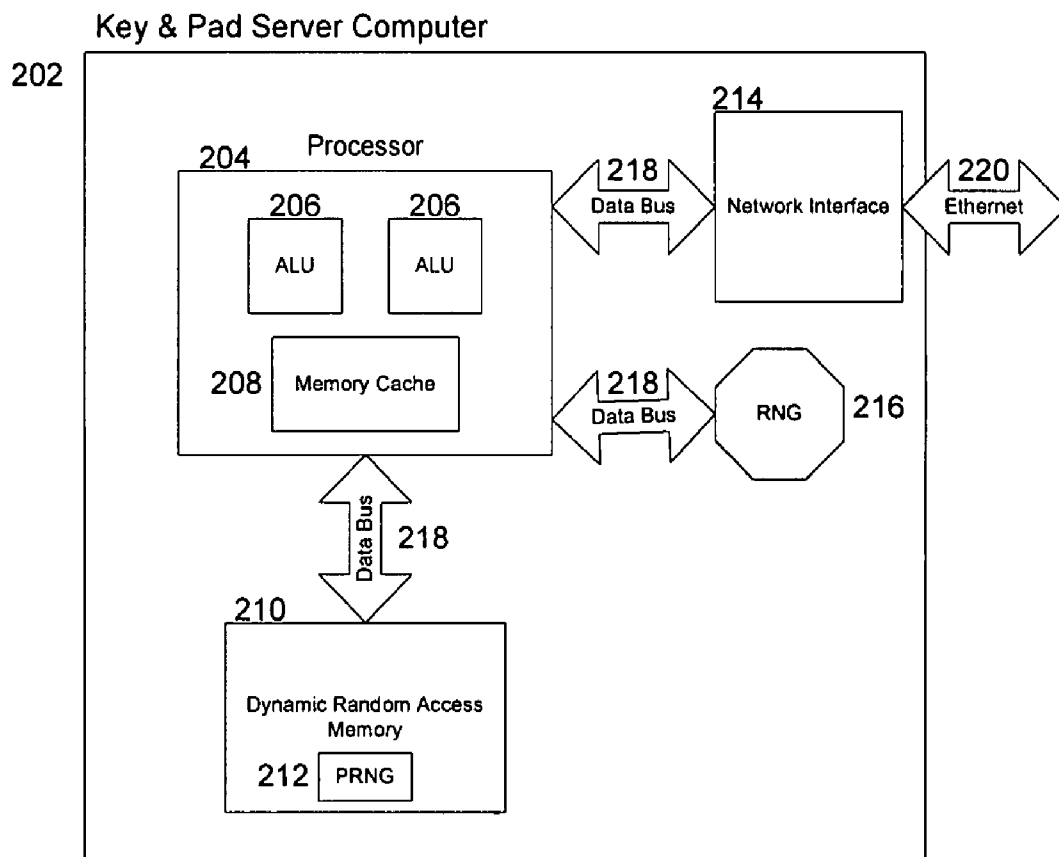 Key & Pad Server Computer
202
214
Processor
204
218
220
206 206
Data Bus
Network Interface
Ethernet
ALU ALU
218
208
Memory Cache
Data Bus
RNG
216
Data Bus
218
210
Dynamic Random Access
Memory
212
PRNG